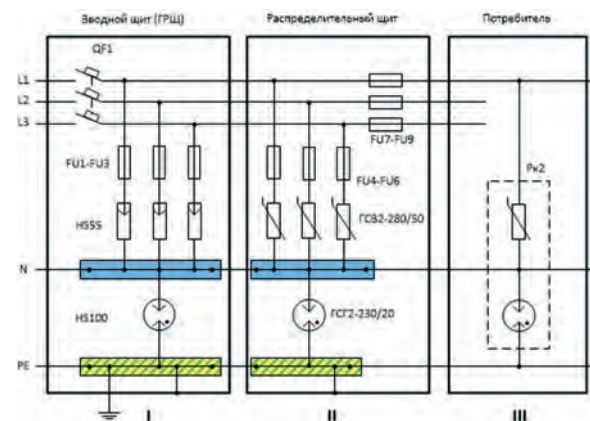 Вводной щит (ГРЩ)
Распределительный щит
Потребитель
QF1
L1
L2
L3
FU7-FU9
FU1-FU3
FU4-FU6
Рк2
HS55
ГСВ2-280/50
N
HS100
ГСГ2-230/20
PE
I
II
III